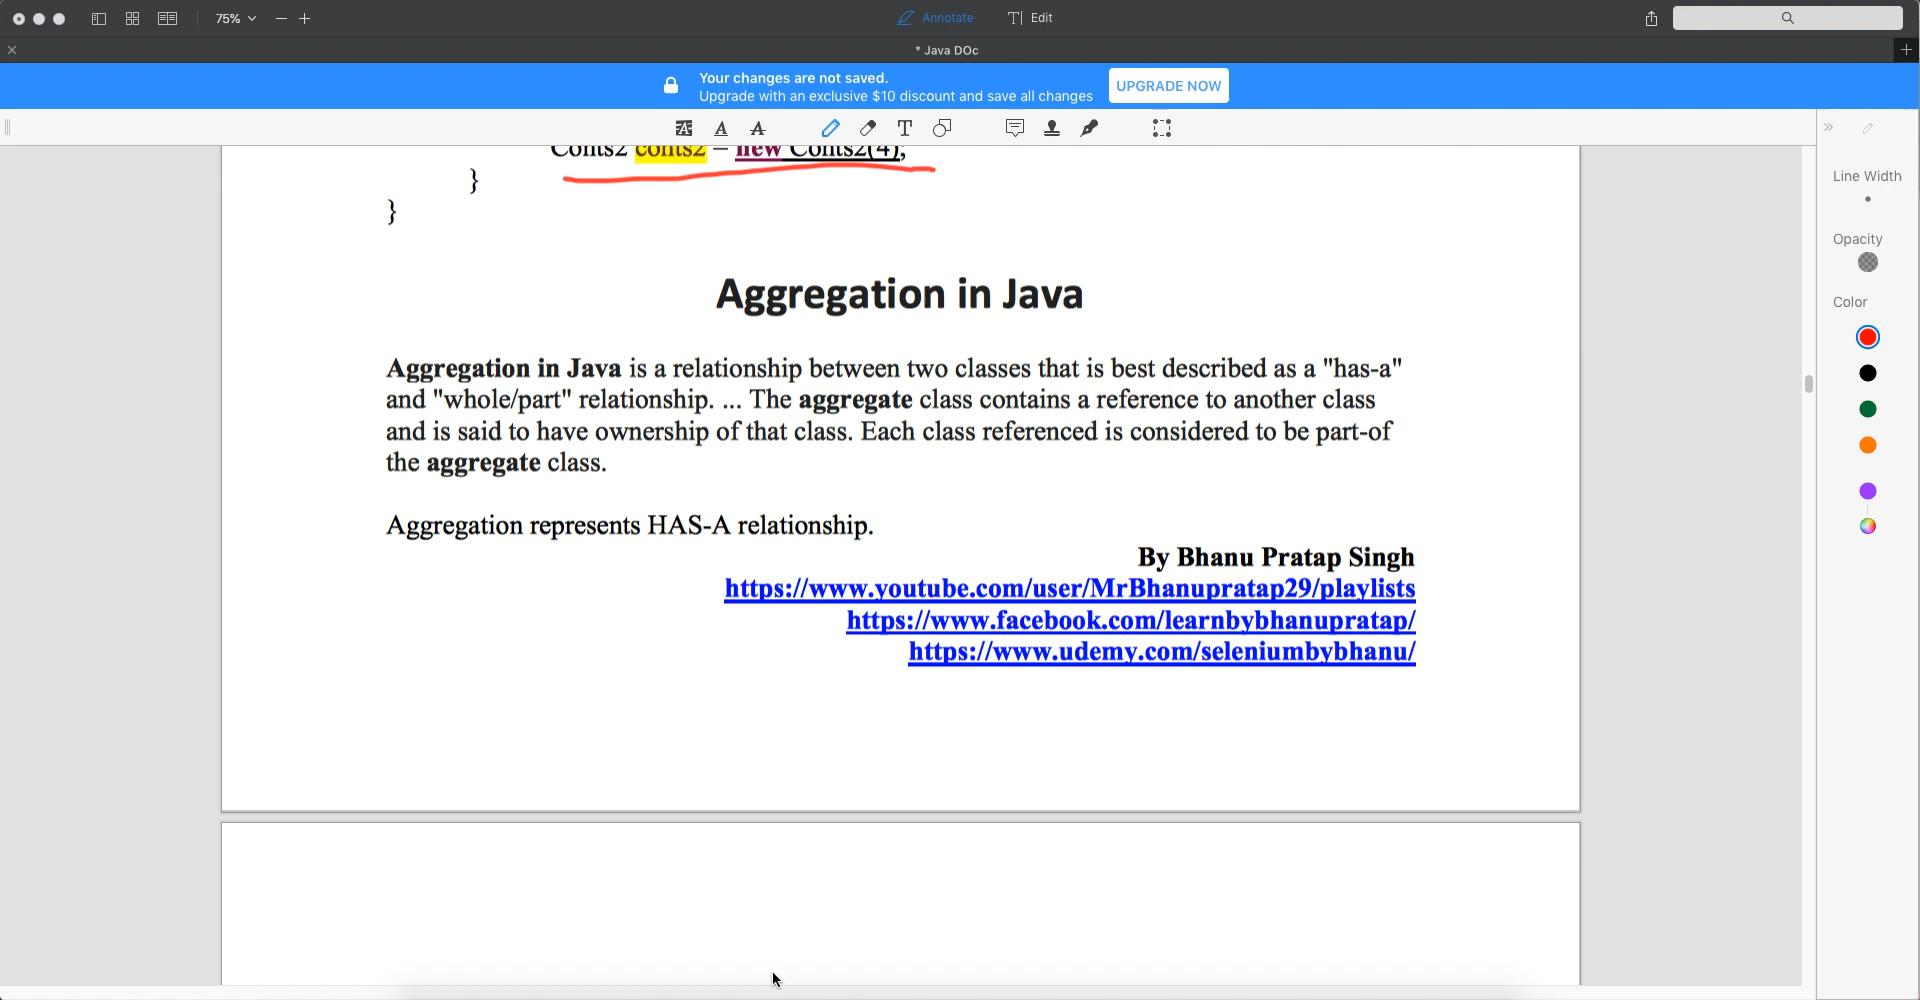 75%
Annotate
Edit
* Java DOc
Your changes are not saved.
Upgrade with an exclusive $10 discount and save all changes
UPGRADE NOW
Conts2 conts2 = new Conts2(4);
}
}
Aggregation in Java
Aggregation in Java is a relationship between two classes that is best described as a "has-a"
and "whole/part" relationship. ... The aggregate class contains a reference to another class
and is said to have ownership of that class. Each class referenced is considered to be part-of
the aggregate class.
Aggregation represents HAS-A relationship.
By Bhanu Pratap Singh
https://www.youtube.com/user/MrBhanupratap29/playlists
https://www.facebook.com/learnbybhanupratap/
https://www.udemy.com/seleniumbybhanu/
Line Width
Opacity
Color